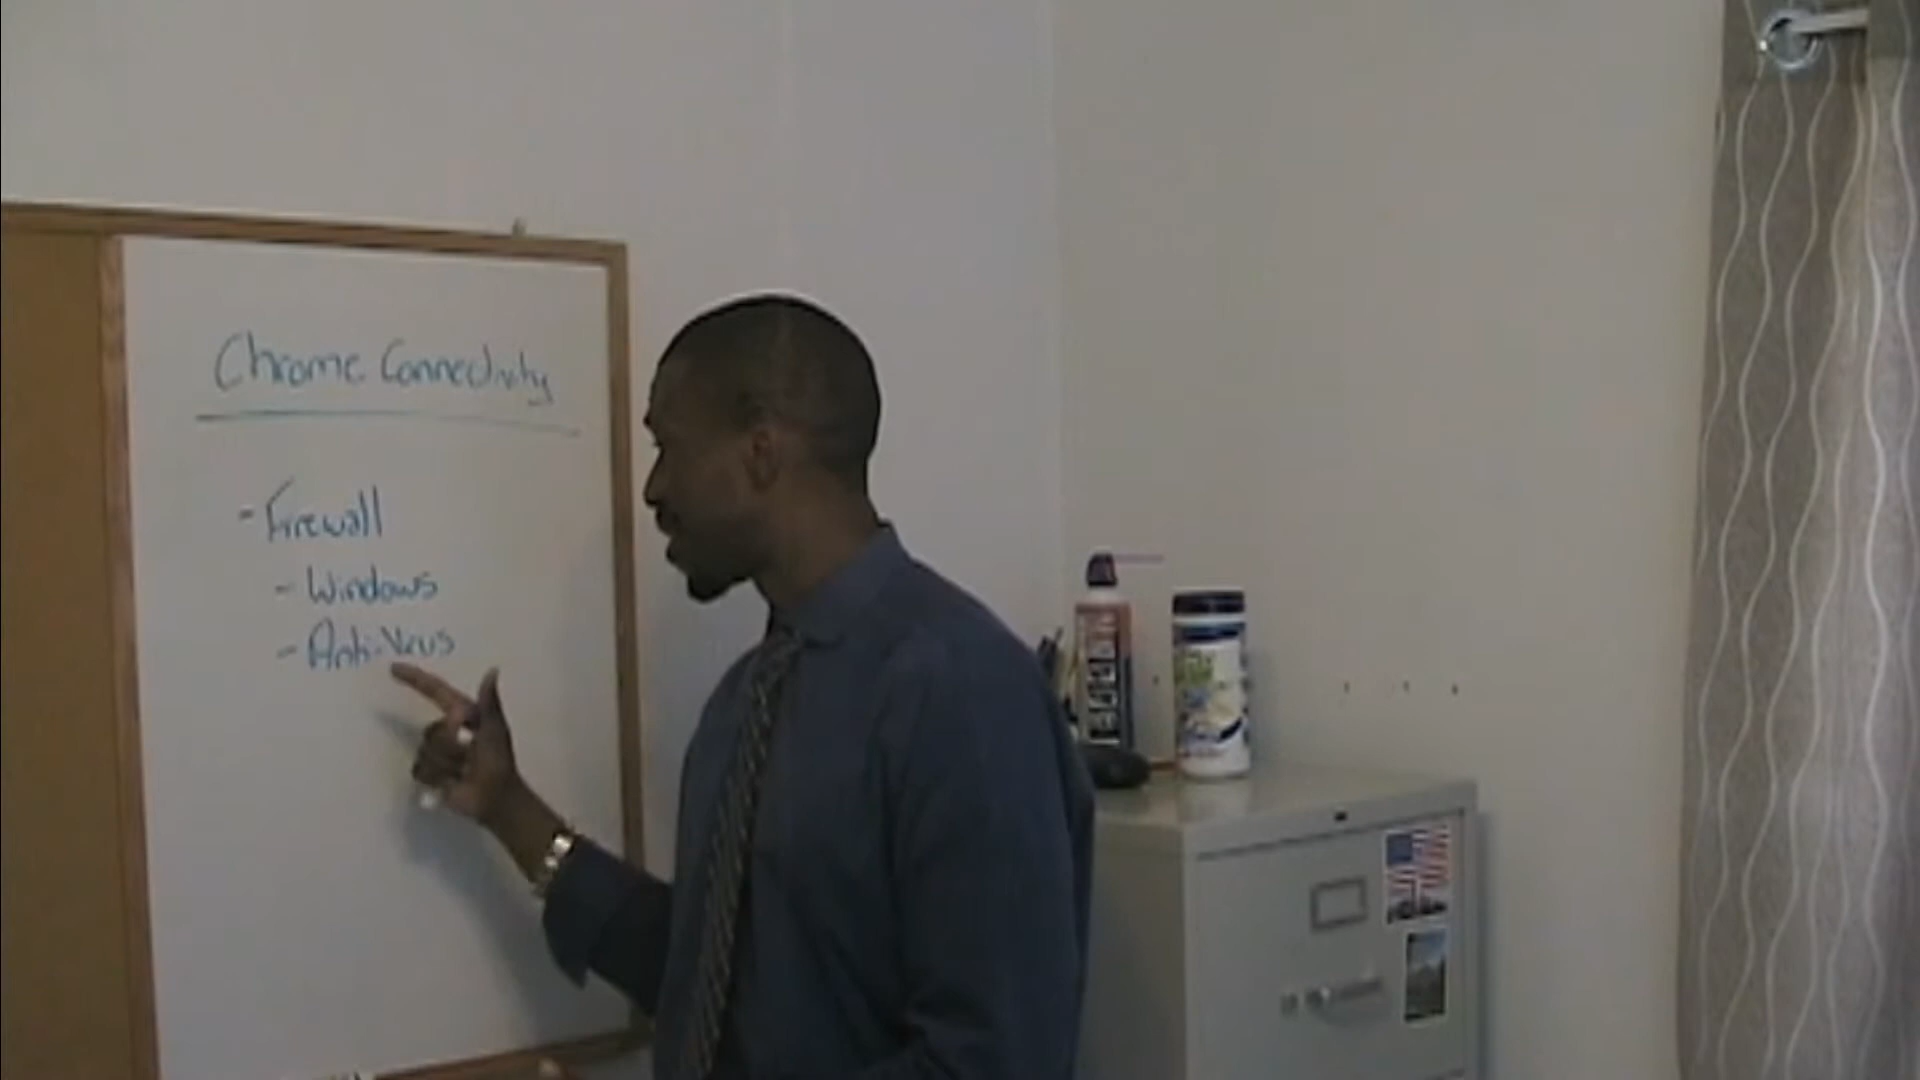 Chrome Connectivity
- Firewall
- Windows
- Anti-Virus